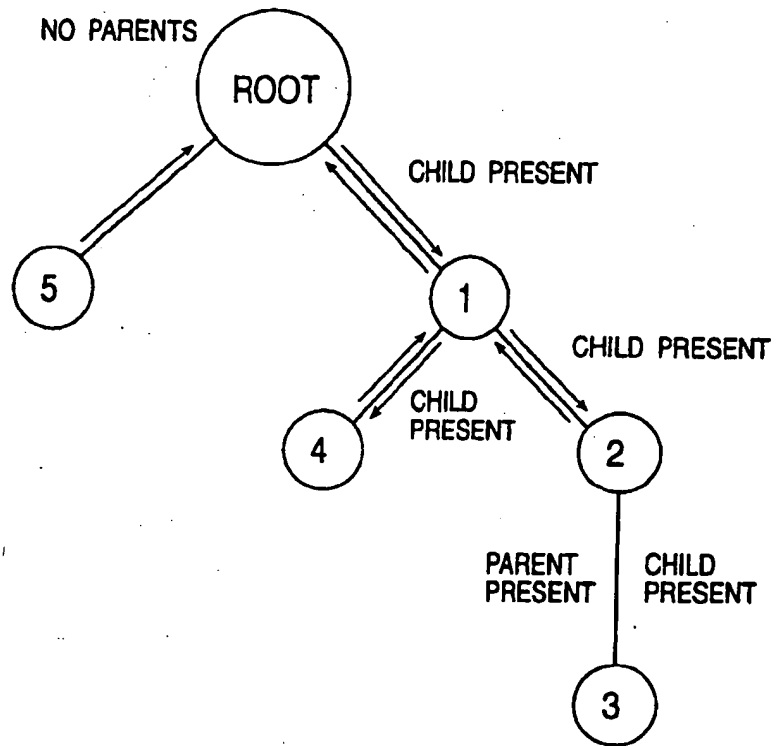 NO PARENTS
ROOT
CHILD PRESENT
5
1
CHILD PRESENT
CHILD
PRESENT
4
2
PARENT
PRESENT
CHILD
PRESENT
3